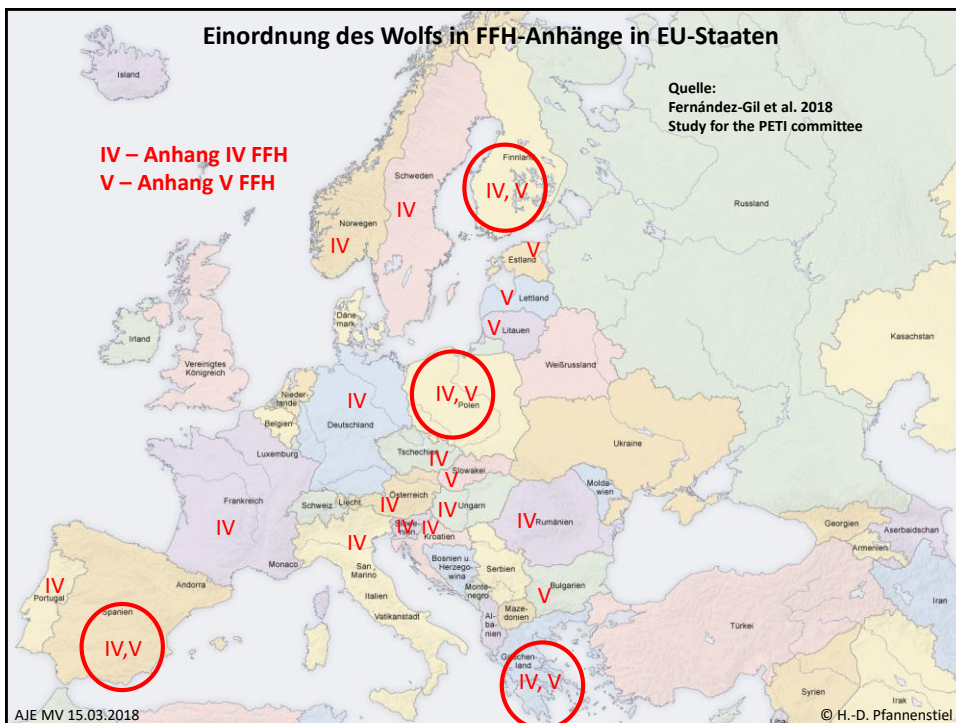 Einordnung des Wolfs in FFH-Anhänge in EU-Staaten
Quelle:
Fernández-Gil et al. 2018
Study for the PETI committee
IV – Anhang IV FFH
V – Anhang V FFH
Island
Finnland
IV, V
Schweden
IV
Norwegen
IV
Russland
V
Estland
V
Lettland
V
Litauen
Däne-
mark
Irland
Vereinigtes
Königreich
Weißrussland
Kasachstan
Nieder-
lande
Belgien
Luxemburg
IV
Deutschland
IV, V
Polen
Ukraine
Tschechien
IV
Slowakei
V
Moldawien
Frankreich
IV
Schweiz
Liecht.
Österreich
IV
IV
Ungarn
IV
Rumänien
IV
IV
Kroatien
IV
San
Marino
Monaco
Bosnien u.
Herzego-
wina
Serbien
Monte-
negro
Bulgarien
V
Georgien
Aserbaidschan
Armenien
IV
Portugal
Andorra
Spanien
IV,V
Italien
Vatikanstadt
Al-
ba-
nien
Mazedonien
Türkei
Iran
IV, V
Syrien
Irak
AJE MV 15.03.2018
© H.-D. Pfannenstiel